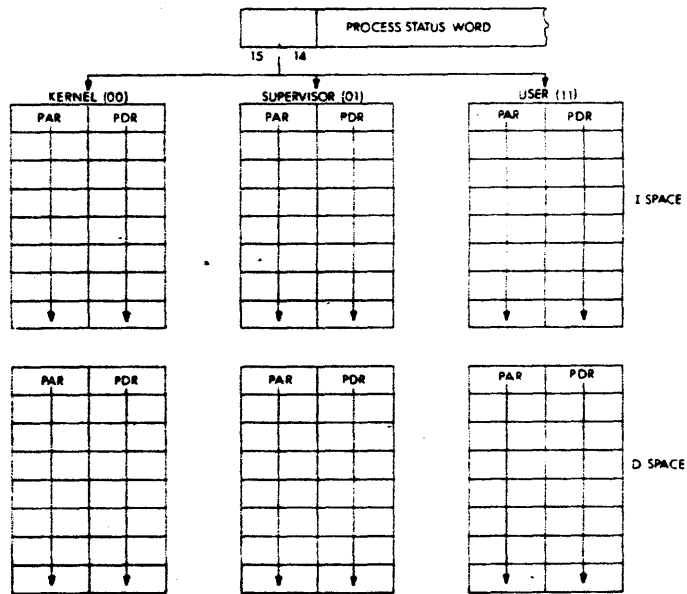 PROCESS STATUS WORD
15 14
KERNEL (00) SUPERVISOR (01) USER (11)
PAR PDR PAR PDR PAR PDR
I SPACE
PAR PDR PAR PDR PAR PDR
D SPACE